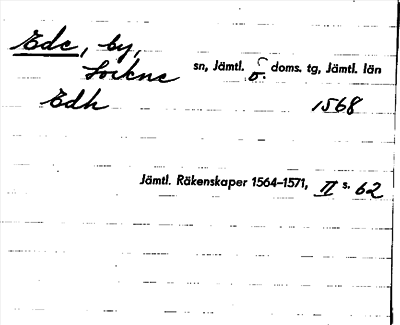 Ede, by,
Lockne sn, Jämtl. ö. doms. tg, Jämtl. län
Edh 1568
Jämtl. Räkenskaper 1564–1571, II s. 62